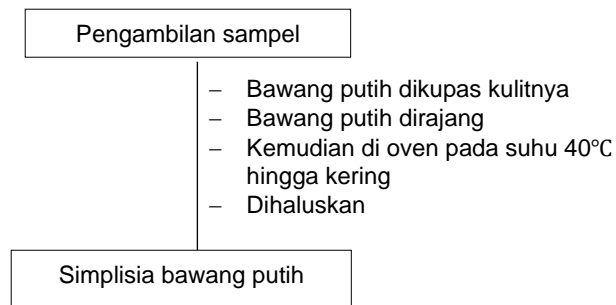 Pengambilan sampel
– Bawang putih dikupas kulitnya
– Bawang putih dirajang
– Kemudian di oven pada suhu 40°C
hingga kering
– Dihaluskan
Simplisia bawang putih